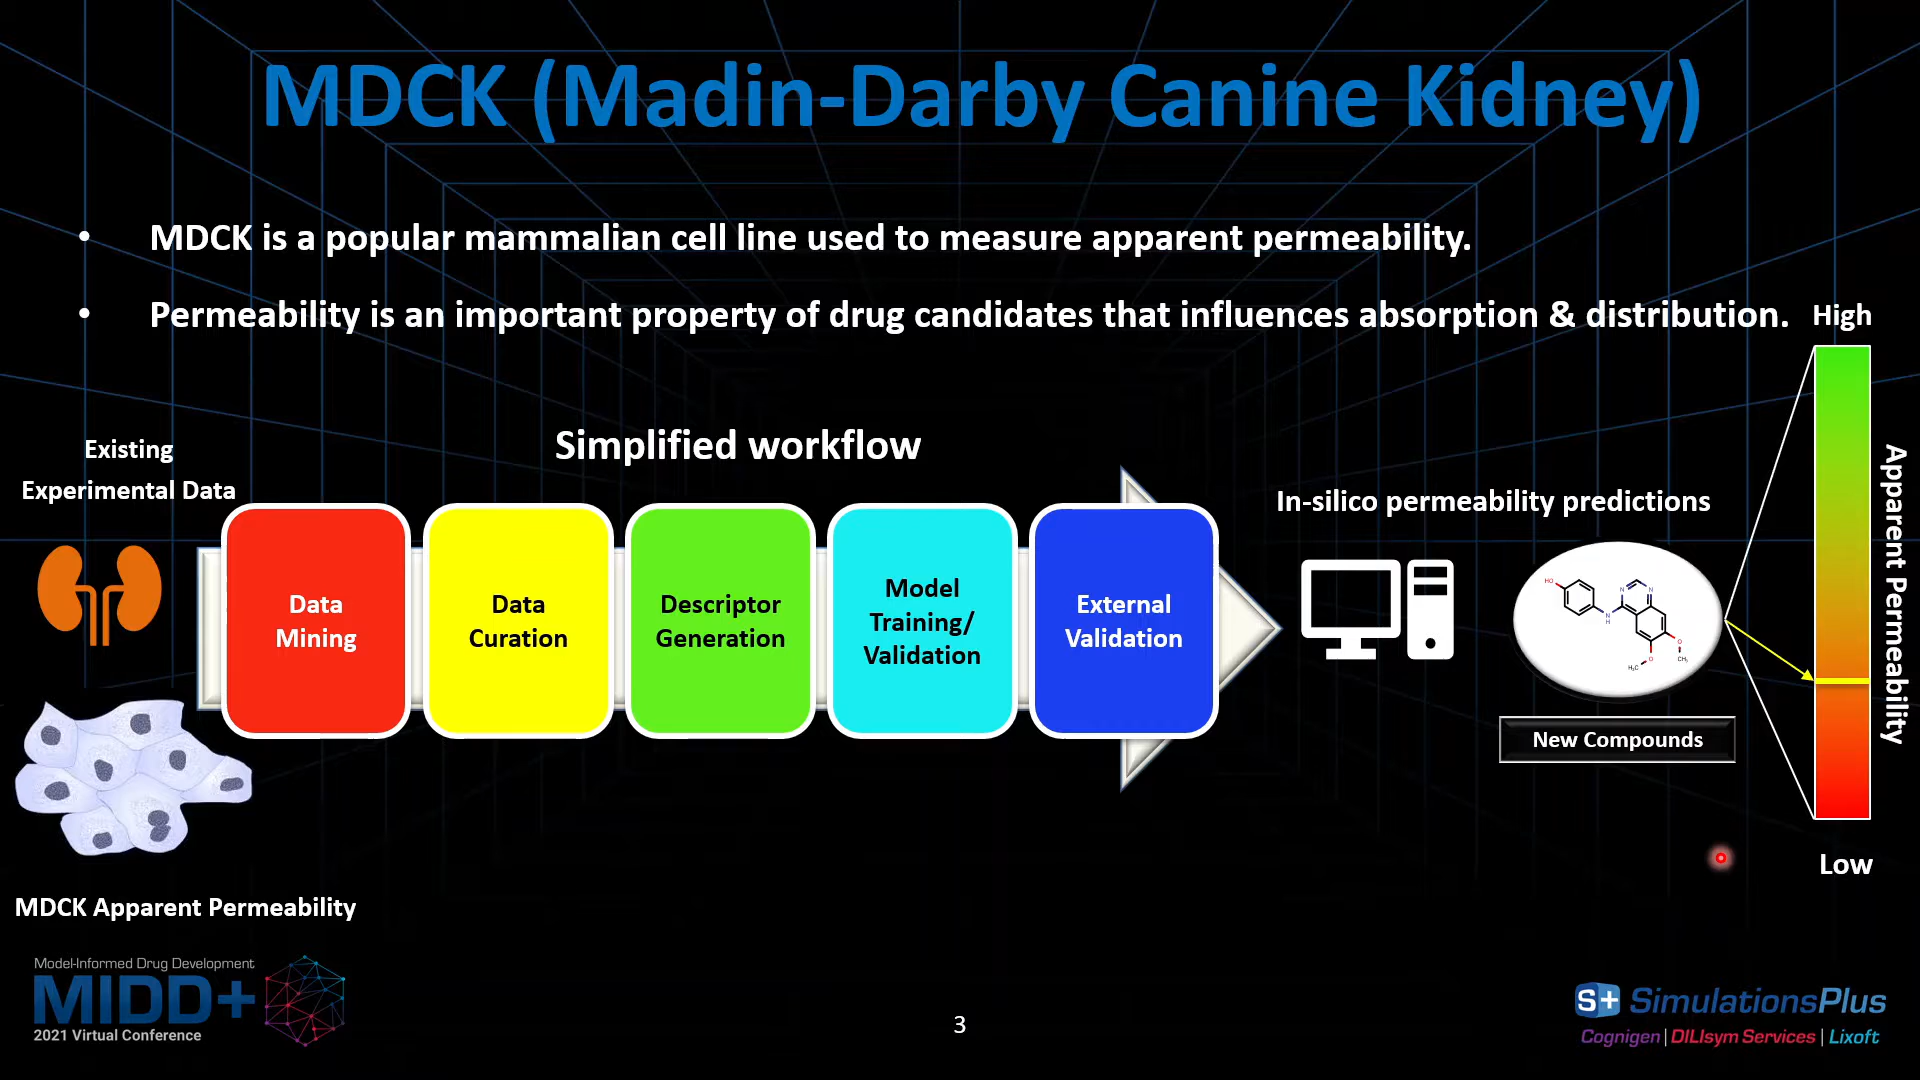 MDCK (Madin-Darby Canine Kidney)
• MDCK is a popular mammalian cell line used to measure apparent permeability.
• Permeability is an important property of drug candidates that influences absorption & distribution.
High
Existing
Experimental Data
Simplified workflow
Data
Mining
Data
Curation
Descriptor
Generation
Model
Training/
Validation
External
Validation
In-silico permeability predictions
HO
N
N
N
H
O
CH₃
O
H₃C
New Compounds
Apparent Permeability
Low
MDCK Apparent Permeability
Model-Informed Drug Development
MIDD+
2021 Virtual Conference
3
S+ SimulationsPlus
Cognigen | DILIsym Services | Lixoft